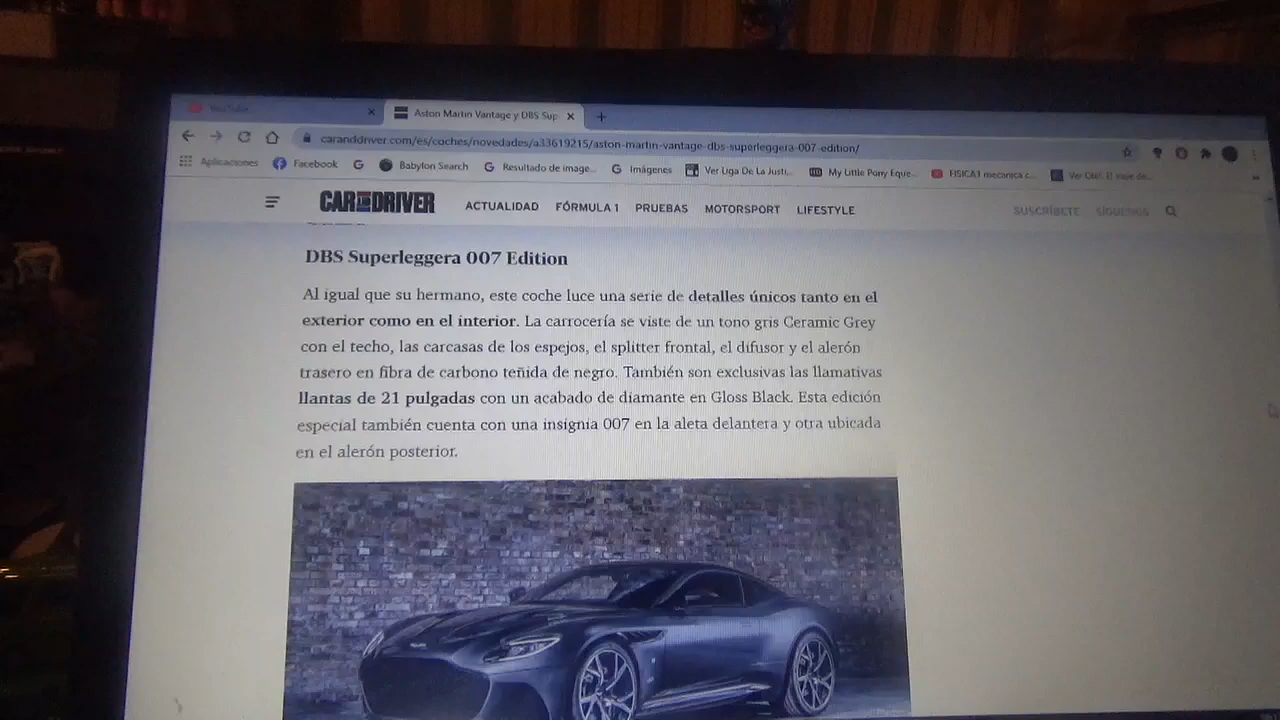 YouTube
Aston Martin Vantage y DBS Sup
caranddriver.com/es/coches/novedades/a33619215/aston-martin-vantage-dbs-superleggera-007-edition/
Aplicaciones Facebook Babylon Search Resultado de image... Imágenes Ver Liga De La Justi... My Little Pony Eque... FISICA1 mecanica c...
CAR AND DRIVER ACTUALIDAD FÓRMULA 1 PRUEBAS MOTORSPORT LIFESTYLE SUSCRÍBETE SÍGUENOS
DBS Superleggera 007 Edition
Al igual que su hermano, este coche luce una serie de detalles únicos tanto en el
exterior como en el interior. La carrocería se viste de un tono gris Ceramic Grey
con el techo, las carcasas de los espejos, el splitter frontal, el difusor y el alerón
trasero en fibra de carbono teñida de negro. También son exclusivas las llamativas
llantas de 21 pulgadas con un acabado de diamante en Gloss Black. Esta edición
especial también cuenta con una insignia 007 en la aleta delantera y otra ubicada
en el alerón posterior.